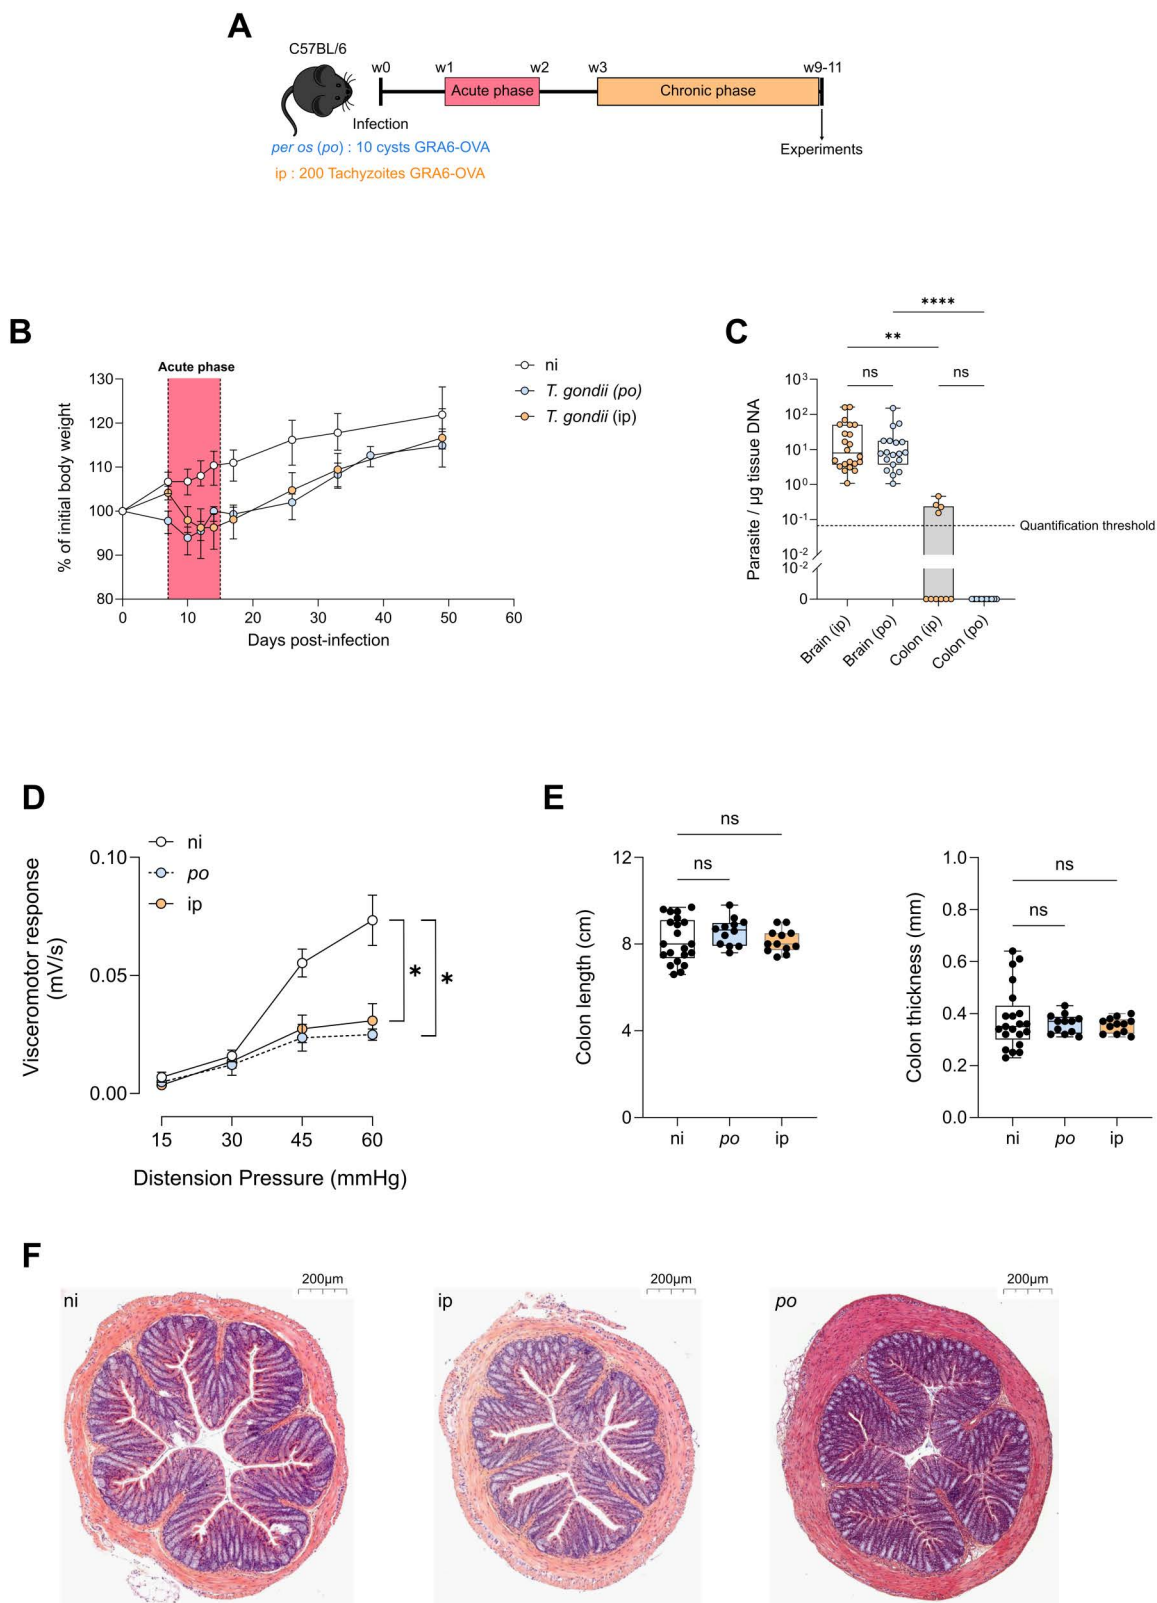 A
C57BL/6
w0
w1
w2
w3
w9-11
Acute phase
Chronic phase
Infection
per os (po) : 10 cysts GRA6-OVA
ip : 200 Tachyzoites GRA6-OVA
Experiments
B
Acute phase
ni
T. gondii (po)
T. gondii (ip)
% of initial body weight
130
120
110
100
90
80
0
10
20
30
40
50
60
Days post-infection
C
****
**
ns
ns
Parasite / µg tissue DNA
10³
10²
10¹
10⁰
10⁻¹
10⁻²
10⁻²
0
Quantification threshold
Brain (ip)
Brain (po)
Colon (ip)
Colon (po)
D
ni
po
ip
Visceromotor response
(mV/s)
0.10
0.05
0.00
*
*
15
30
45
60
Distension Pressure (mmHg)
E
ns
ns
Colon length (cm)
12
8
4
0
ni
po
ip
ns
ns
Colon thickness (mm)
1.0
0.8
0.6
0.4
0.2
0.0
ni
po
ip
F
ni
200µm
ip
200µm
po
200µm